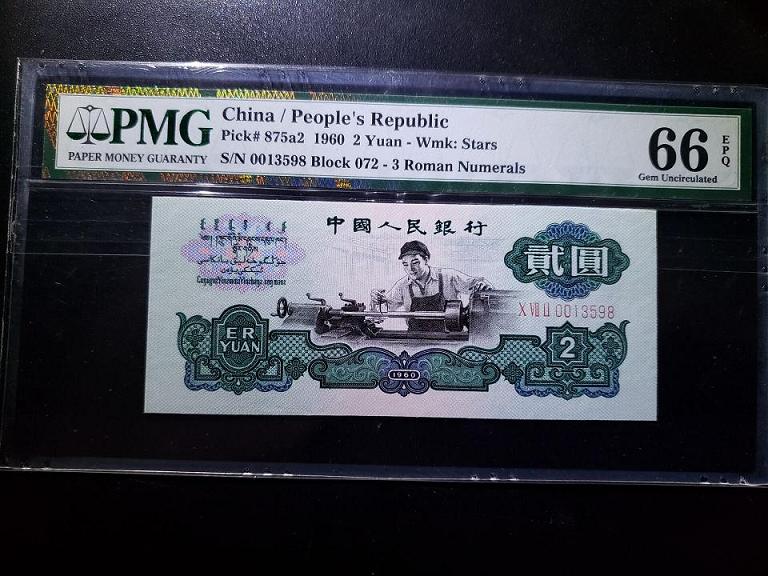 PMG
PAPER MONEY GUARANTY
China / People's Republic
Pick# 875a2 1960 2 Yuan - Wmk: Stars
S/N 0013598 Block 072 - 3 Roman Numerals
66
EPQ
Gem Uncirculated
中國人民銀行
貳圓
X VIII II 0013598
ER
YUAN
2
1960